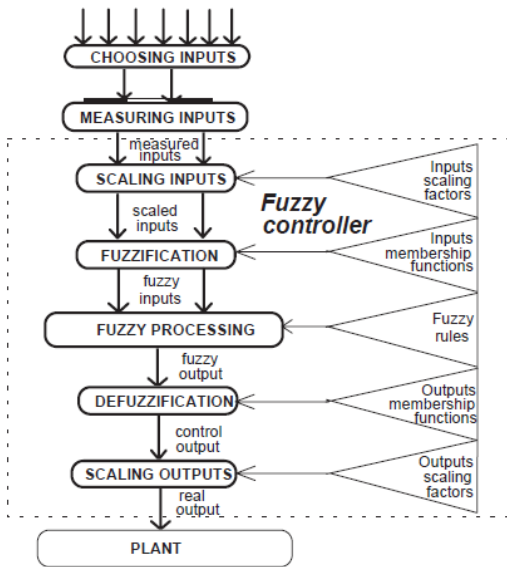 CHOOSING INPUTS
MEASURING INPUTS
measured
inputs
SCALING INPUTS
Inputs
scaling
factors
scaled
inputs
Fuzzy
controller
FUZZIFICATION
Inputs
membership
functions
fuzzy
inputs
FUZZY PROCESSING
Fuzzy
rules
fuzzy
output
DEFUZZIFICATION
Outputs
membership
functions
control
output
SCALING OUTPUTS
Outputs
scaling
factors
real
output
PLANT